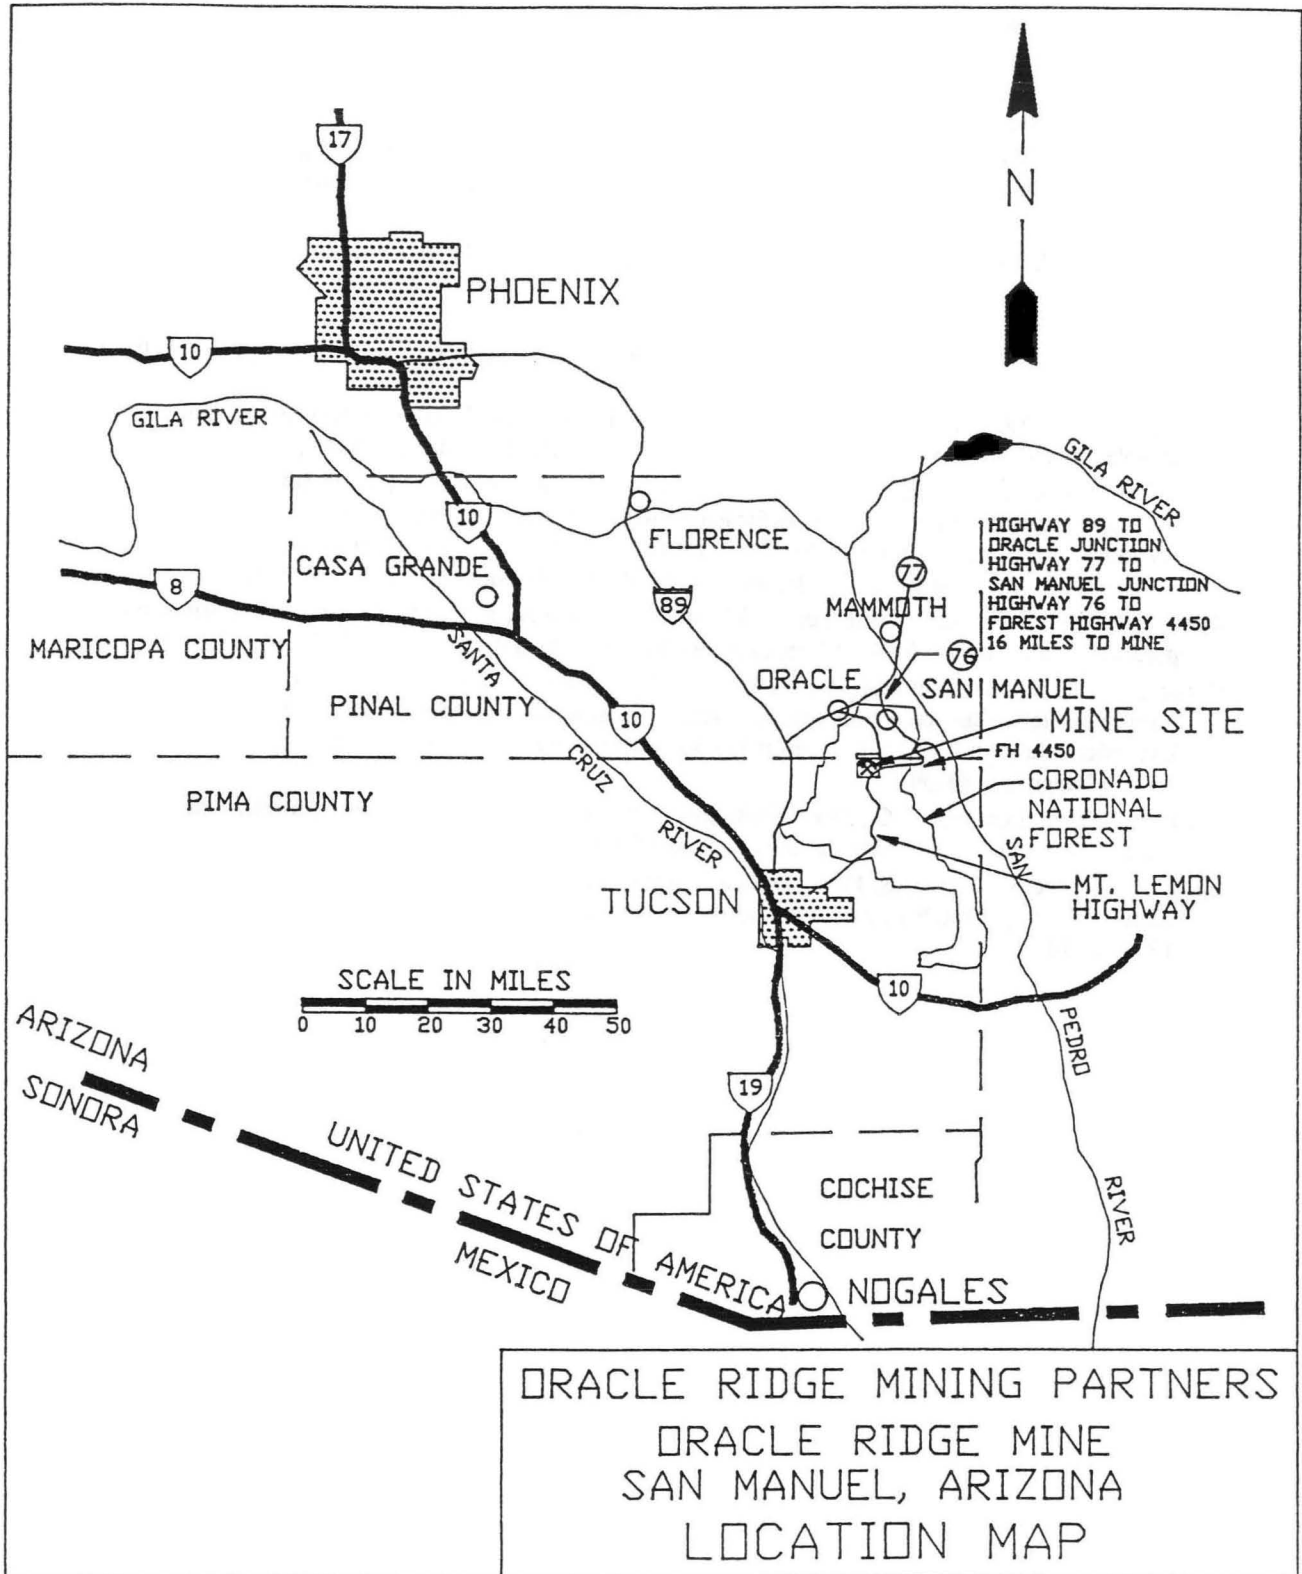 17
N
PHOENIX
10
GILA RIVER
GILA RIVER
10
FLORENCE
HIGHWAY 89 TO
ORACLE JUNCTION
HIGHWAY 77 TO
SAN MANUEL JUNCTION
HIGHWAY 76 TO
FOREST HIGHWAY 4450
16 MILES TO MINE
CASA GRANDE
8
77
89
MAMMOTH
MARICOPA COUNTY
SANTA
76
ORACLE
SAN MANUEL
PINAL COUNTY
10
MINE SITE
CRUZ
FH 4450
PIMA COUNTY
CORONADO
NATIONAL
FOREST
RIVER
SAN
TUCSON
MT. LEMON
HIGHWAY
SCALE IN MILES
0 10 20 30 40 50
10
PEDRO
ARIZONA
SONORA
19
UNITED STATES OF AMERICA
MEXICO
COCHISE
COUNTY
RIVER
NOGALES
ORACLE RIDGE MINING PARTNERS
ORACLE RIDGE MINE
SAN MANUEL, ARIZONA
LOCATION MAP